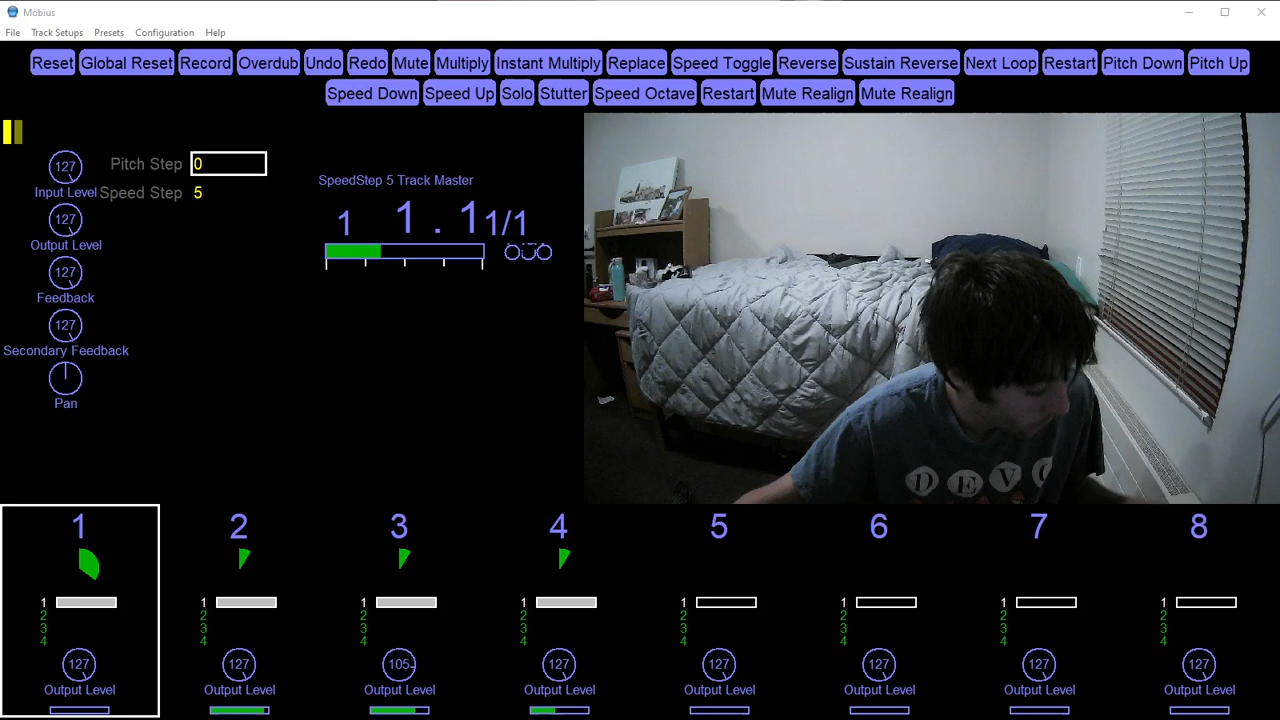 Möbius
File Track Setups Presets Configuration Help
Reset Global Reset Record Overdub Undo Redo Mute Multiply Instant Multiply Replace Speed Toggle Reverse Sustain Reverse Next Loop Restart Pitch Down Pitch Up
Speed Down Speed Up Solo Stutter Speed Octave Restart Mute Realign Mute Realign
127
Input Level
Pitch Step 0
Speed Step 5
127
Output Level
127
Feedback
127
Secondary Feedback
Pan
SpeedStep 5 Track Master
1 1 . 1 1/1
DEVO
1 2 3 4 5 6 7 8
1 1 1 1 1 1 1 1
2 2 2 2 2 2 2 2
3 3 3 3 3 3 3 3
4 4 4 4 4 4 4 4
127 127 105 127 127 127 127 127
Output Level Output Level Output Level Output Level Output Level Output Level Output Level Output Level